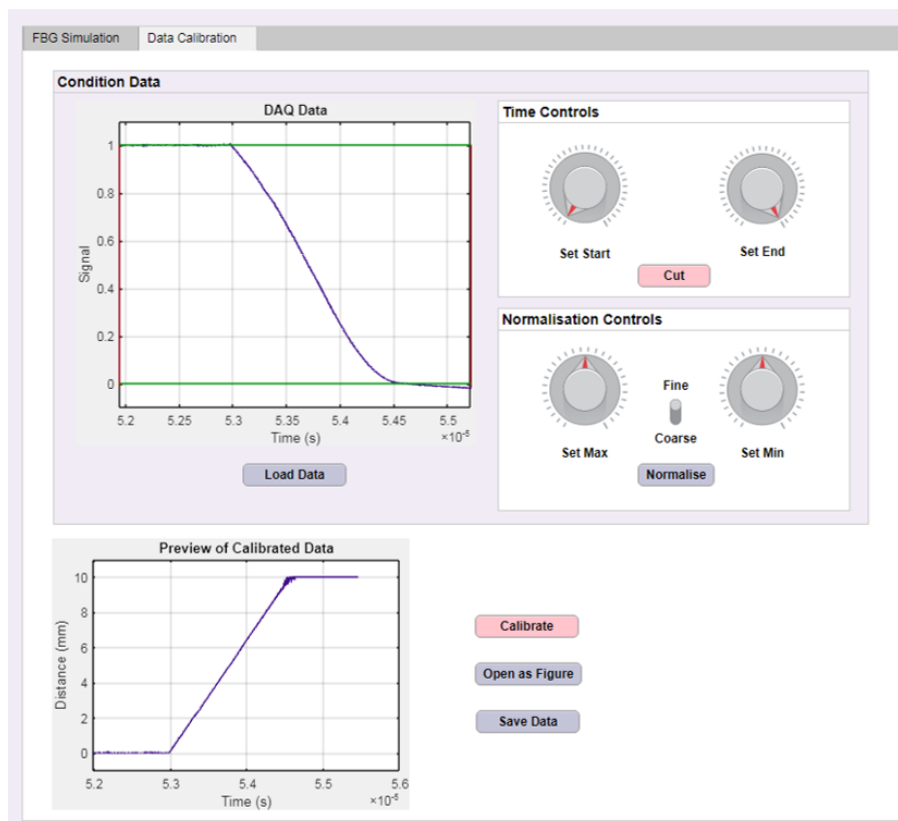 FBG Simulation Data Calibration
Condition Data
DAQ Data
1
0.8
0.6
0.4
0.2
0
Signal
5.2 5.25 5.3 5.35 5.4 5.45 5.5
Time (s)
×10⁻⁵
Load Data
Time Controls
Set Start
Set End
Cut
Normalisation Controls
Fine
Coarse
Set Max
Set Min
Normalise
Preview of Calibrated Data
10
8
6
4
2
0
Distance (mm)
5.2 5.3 5.4 5.5 5.6
Time (s)
×10⁻⁵
Calibrate
Open as Figure
Save Data